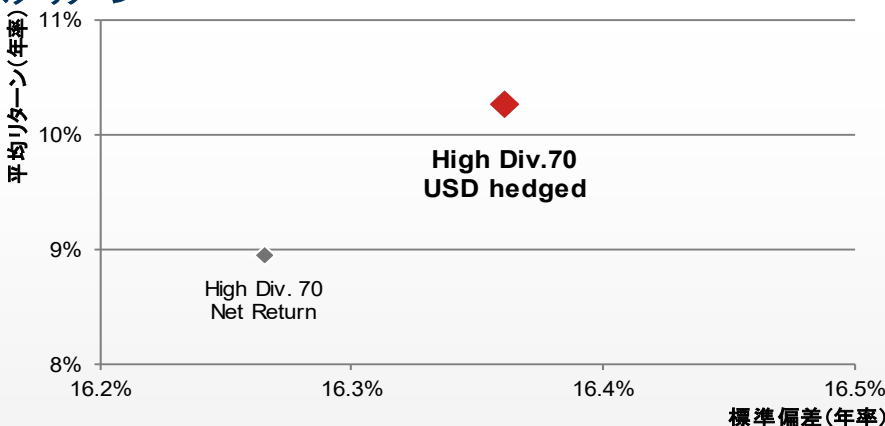 平均リターン(年率)
11%
10%
9%
8%
High Div.70
USD hedged
High Div. 70
Net Return
16.2%
16.3%
16.4%
16.5%
標準偏差(年率)